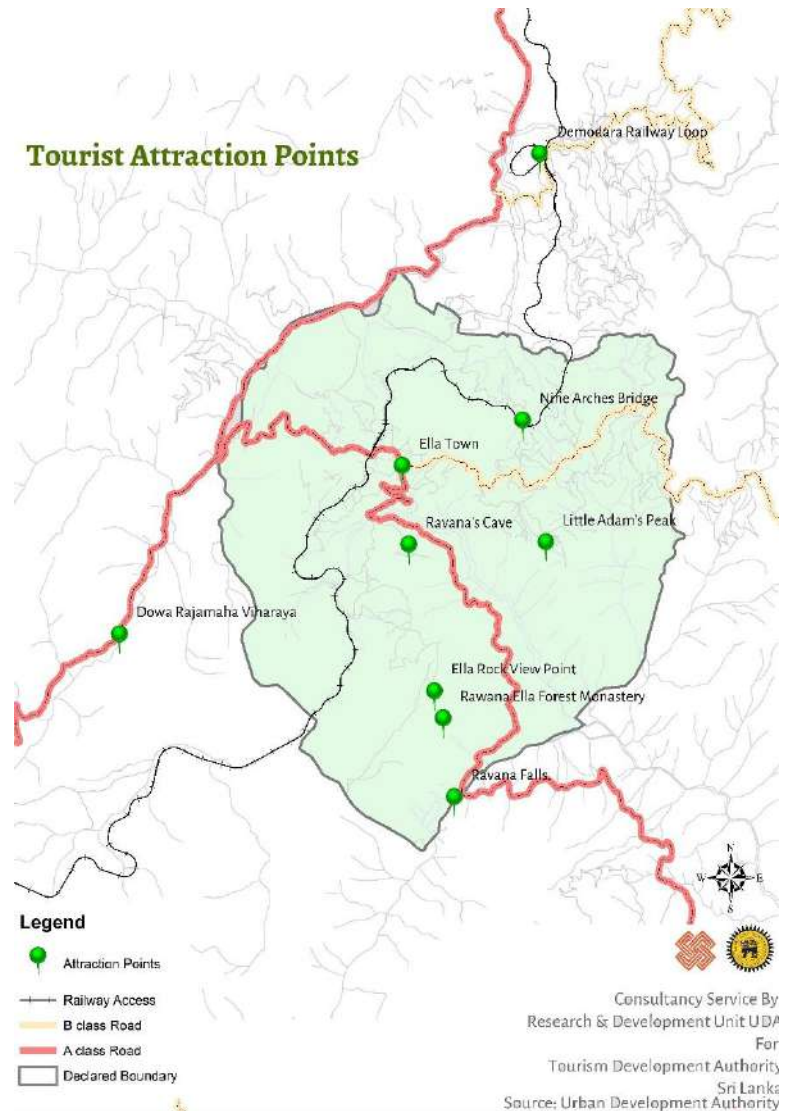 Demodara Railway Loop
Tourist Attraction Points
Nine Arches Bridge
Ella Town
Ravana's Cave
Little Adam's Peak
Dowa Rajamaha Viharaya
Ella Rock View Point
Rawana Ella Forest Monastery
Ravana Falls
N
W E
S
Legend
Attraction Points
Railway Access
B class Road
A class Road
Declared Boundary
Consultancy Service By
Research & Development Unit UDA
For
Tourism Development Authority
Sri Lanka
Source: Urban Development Authority